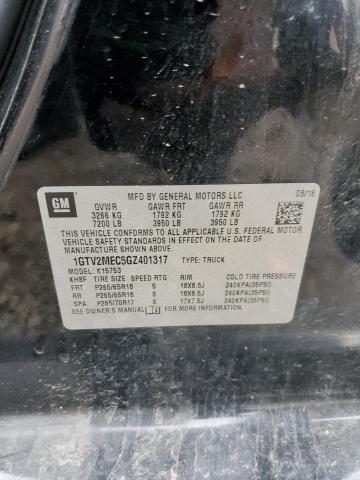 GM
MFD BY GENERAL MOTORS LLC 08/16
GVWR GAWR FRT GAWR RR
3266 KG 1792 KG 1792 KG
7200 LB 3950 LB 3950 LB
THIS VEHICLE CONFORMS TO ALL APPLICABLE U.S. FEDERAL MOTOR
VEHICLE SAFETY AND THEFT PREVENTION STANDARDS IN EFFECT
ON THE DATE OF MANUFACTURE SHOWN ABOVE.
1GTV2MEC5GZ401317 TYPE: TRUCK
MODEL: K15753
KH8F TIRE SIZE SPEED RTG RIM COLD TIRE PRESSURE
FRT P265/65R18 S 18X8.5J 240KPA(35PSI)
RR P265/65R18 S 18X8.5J 240KPA(35PSI)
SPA P265/70R17 S 17X7.5J 240KPA(35PSI)
SEE OWNER'S MANUAL FOR MORE INFORMATION.